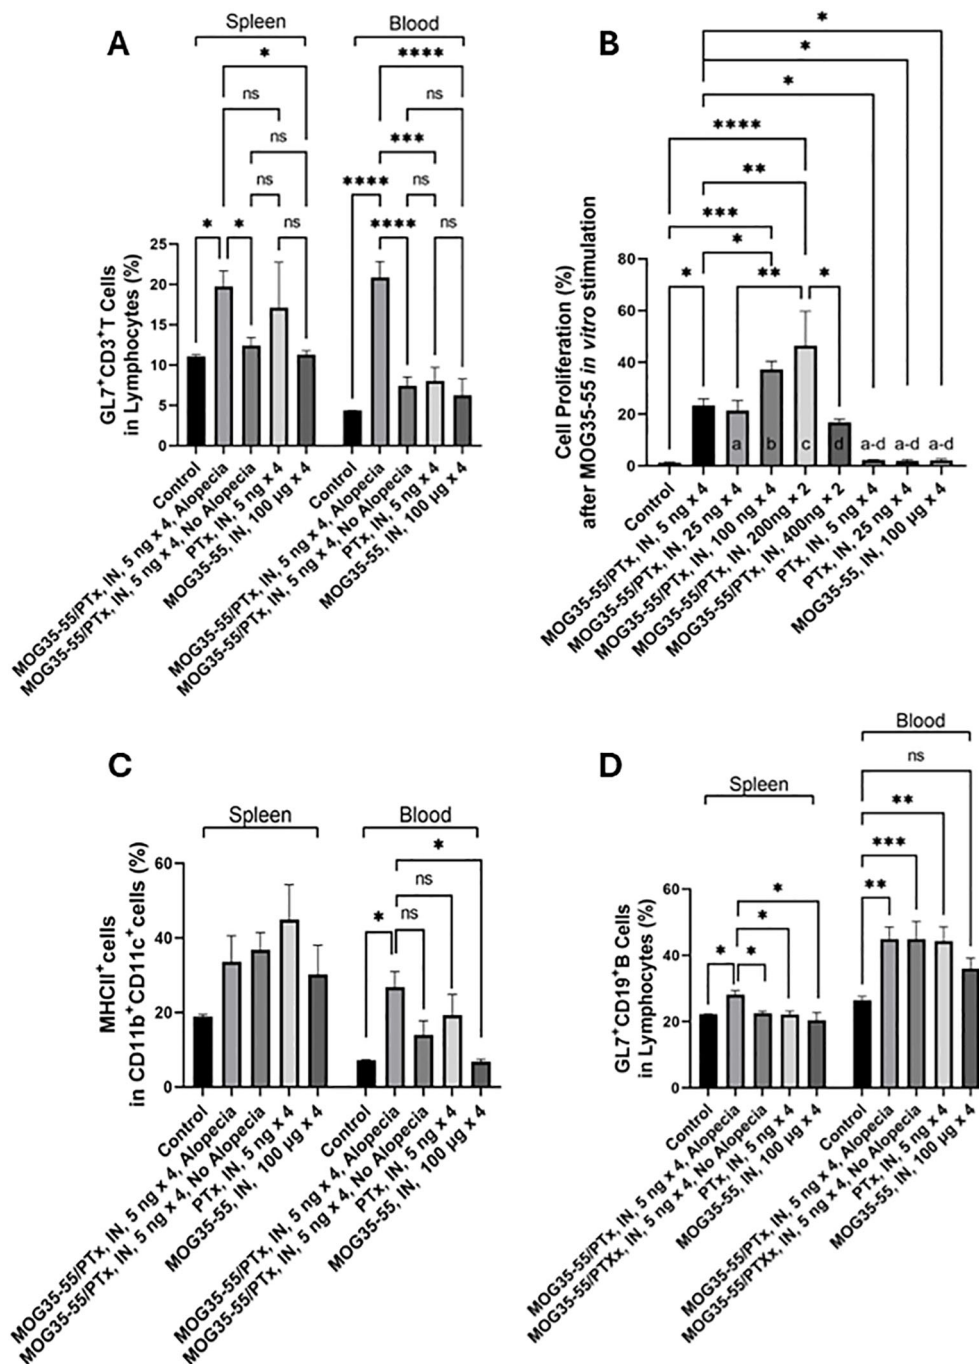 A
Spleen
Blood
*
****
ns
ns
ns
***
ns
ns
****
*
*
ns
****
ns
GL7+CD3+T Cells
in Lymphocytes (%)
25
20
15
10
5
0
Control
MOG35-55/PTx, IN, 5 ng x 4, Alopecia
MOG35-55/PTx, IN, 5 ng x 4, No Alopecia
PTx, IN, 5 ng x 4
MOG35-55, IN, 100 µg x 4
Control
MOG35-55/PTx, IN, 5 ng x 4, Alopecia
MOG35-55/PTx, IN, 5 ng x 4, No Alopecia
PTx, IN, 5 ng x 4
MOG35-55, IN, 100 µg x 4
B
*
*
*
****
**
***
*
*
**
*
Cell Proliferation (%)
after MOG35-55 in vitro stimulation
80
60
40
20
0
a
b
c
d
a-d
a-d
a-d
Control
MOG35-55/PTx, IN, 5 ng x 4
MOG35-55/PTx, IN, 25 ng x 4
MOG35-55/PTx, IN, 100 ng x 4
MOG35-55/PTx, IN, 200ng x 2
MOG35-55/PTx, IN, 400ng x 2
PTx, IN, 5 ng x 4
PTx, IN, 25 ng x 4
MOG35-55, IN, 100 µg x 4
C
Spleen
Blood
*
ns
*
ns
MHCII+cells
in CD11b+CD11c+cells (%)
60
40
20
0
Control
MOG35-55/PTx, IN, 5 ng x 4, Alopecia
MOG35-55/PTx, IN, 5 ng x 4, No Alopecia
PTx, IN, 5 ng x 4
MOG35-55, IN, 100 µg x 4
Control
MOG35-55/PTx, IN, 5 ng x 4, Alopecia
MOG35-55/PTx, IN, 5 ng x 4, No Alopecia
PTx, IN, 5 ng x 4
MOG35-55, IN, 100 µg x 4
D
Spleen
Blood
ns
**
***
**
*
*
*
*
GL7+CD19+B Cells
in Lymphocytes (%)
60
40
20
0
Control
MOG35-55/PTx, IN, 5 ng x 4, Alopecia
MOG35-55/PTXx, IN, 5 ng x 4, No Alopecia
PTx, IN, 5 ng x 4
MOG35-55, IN, 100 µg x 4
Control
MOG35-55/PTx, IN, 5 ng x 4, Alopecia
MOG35-55/PTXx, IN, 5 ng x 4, No Alopecia
PTx, IN, 5 ng x 4
MOG35-55, IN, 100 µg x 4